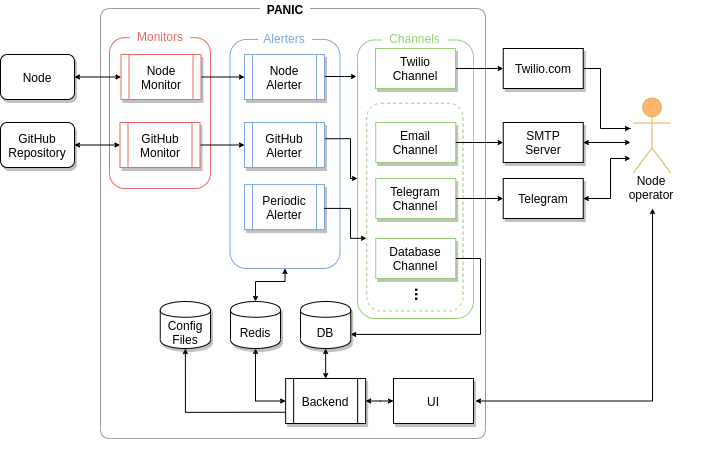 PANIC
Monitors
Alerters
Channels
Node
Node
Monitor
Node
Alerter
Twilio
Channel
Twilio.com
GitHub
Repository
GitHub
Monitor
GitHub
Alerter
Email
Channel
SMTP
Server
Periodic
Alerter
Telegram
Channel
Telegram
Node
operator
Database
Channel
...
Config
Files
Redis
DB
Backend
UI